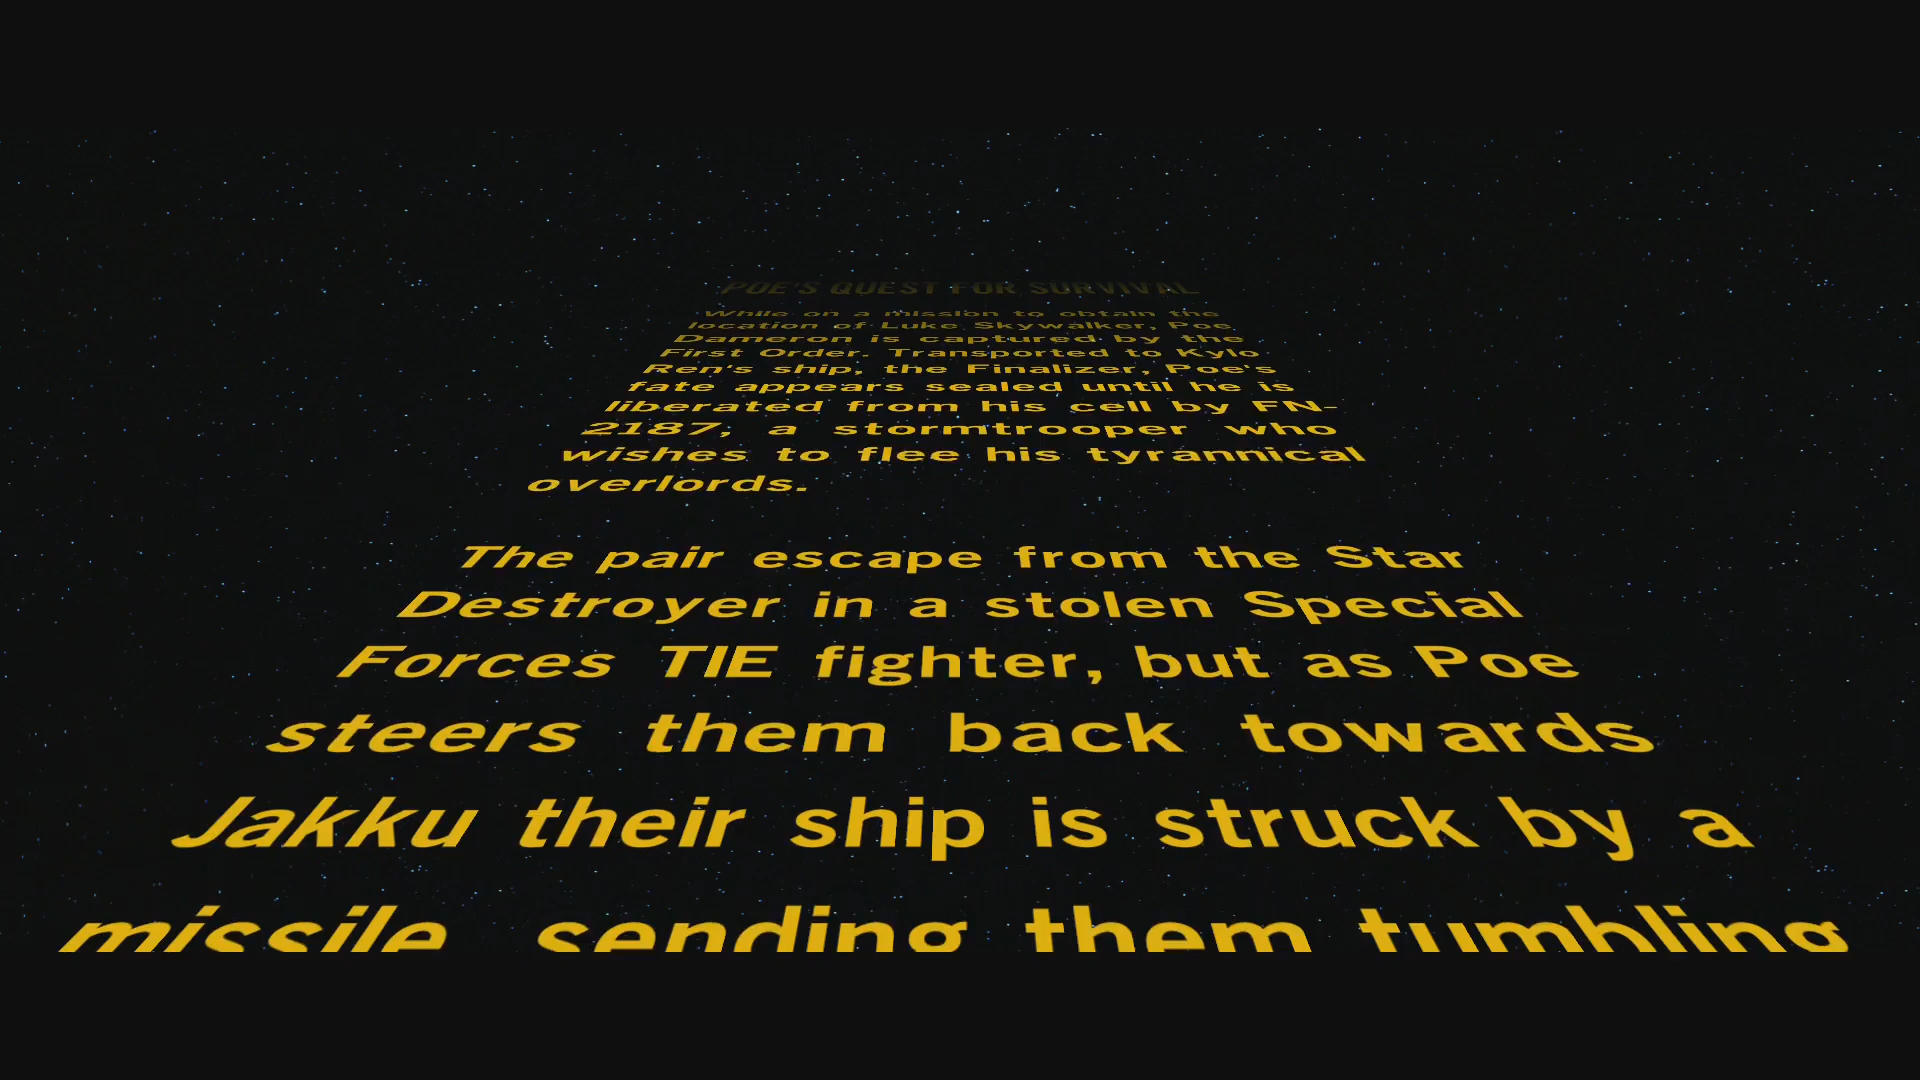 POE'S QUEST FOR SURVIVAL
While on a mission to obtain the
location of Luke Skywalker, Poe
Dameron is captured by the
First Order. Transported to Kylo
Ren's ship, the Finalizer, Poe's
fate appears sealed until he is
liberated from his cell by FN-
2187, a stormtrooper who
wishes to flee his tyrannical
overlords.
The pair escape from the Star
Destroyer in a stolen Special
Forces TIE fighter, but as Poe
steers them back towards
Jakku their ship is struck by a
missile sending them tumbling